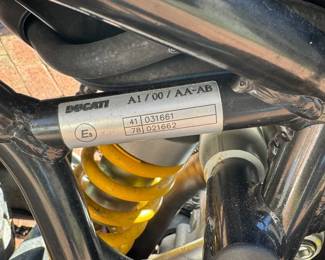 DUCATI A1 / 00 / AA-AB
E3
41 031661
78 021662